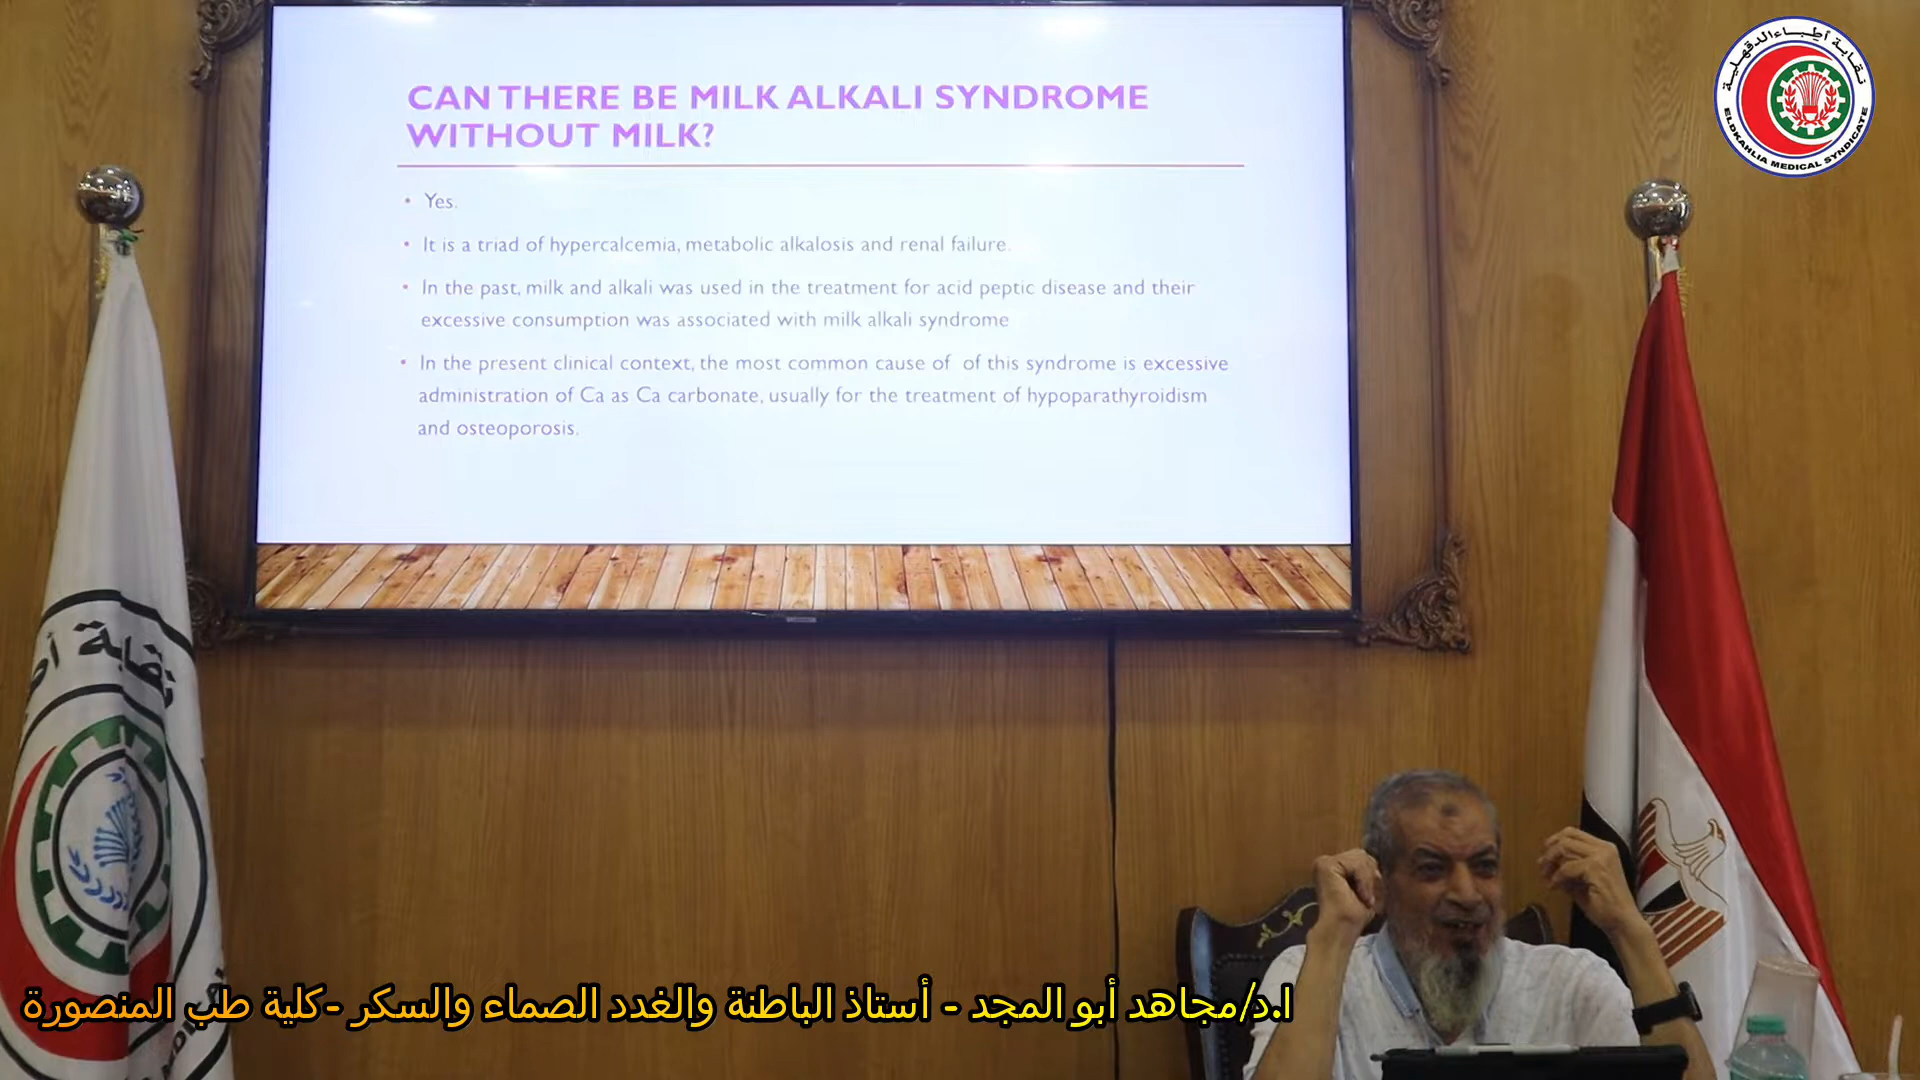 CAN THERE BE MILK ALKALI SYNDROME
WITHOUT MILK?
• Yes.
• It is a triad of hypercalcemia, metabolic alkalosis and renal failure.
• In the past, milk and alkali was used in the treatment for acid peptic disease and their
excessive consumption was associated with milk alkali syndrome
• In the present clinical context, the most common cause of of this syndrome is excessive
administration of Ca as Ca carbonate, usually for the treatment of hypoparathyroidism
and osteoporosis.
نقابة أطباء الدقهلية
ELDKAHLIA MEDICAL SYNDICATE
نقابة أط
ا.د/مجاهد أبو المجد - أستاذ الباطنة والغدد الصماء والسكر -كلية طب المنصورة